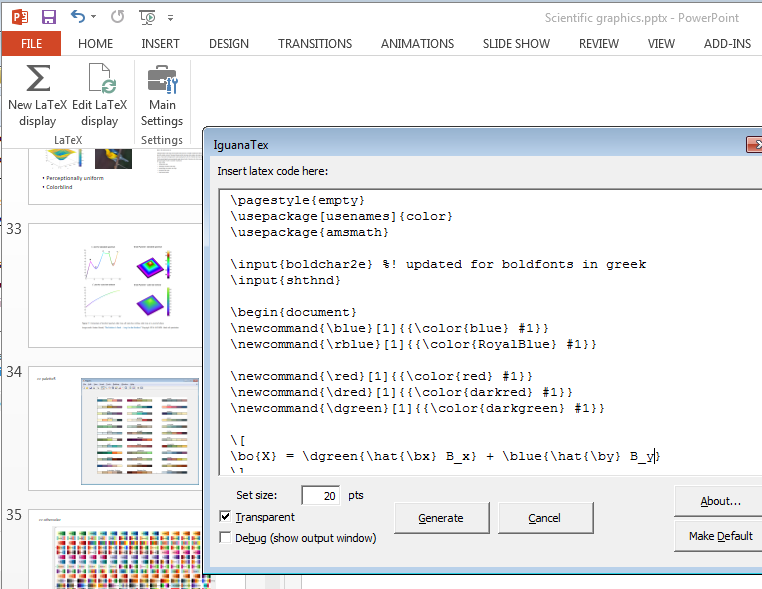 Scientific graphics.pptx - PowerPoint
FILE HOME INSERT DESIGN TRANSITIONS ANIMATIONS SLIDE SHOW REVIEW VIEW ADD-INS
New LaTeX display
Edit LaTeX display
Main Settings
LaTeX
Settings
• Perceptually uniform
• Colorblind
33
34
35
IguanaTex
Insert latex code here:
\pagestyle{empty}
\usepackage[usenames]{color}
\usepackage{amsmath}
\input{boldchar2e} %! updated for boldfonts in greek
\input{shthnd}
\begin{document}
\newcommand{\blue}[1]{{\color{blue} #1}}
\newcommand{\rblue}[1]{{\color{RoyalBlue} #1}}
\newcommand{\red}[1]{{\color{red} #1}}
\newcommand{\dred}[1]{{\color{darkred} #1}}
\newcommand{\dgreen}[1]{{\color{darkgreen} #1}}
\[
\bo{X} = \dgreen{\hat{\bx} B_x} + \blue{\hat{\by} B_y}
\]
Set size: 20 pts
Transparent
Debug (show output window)
Generate
Cancel
About...
Make Default